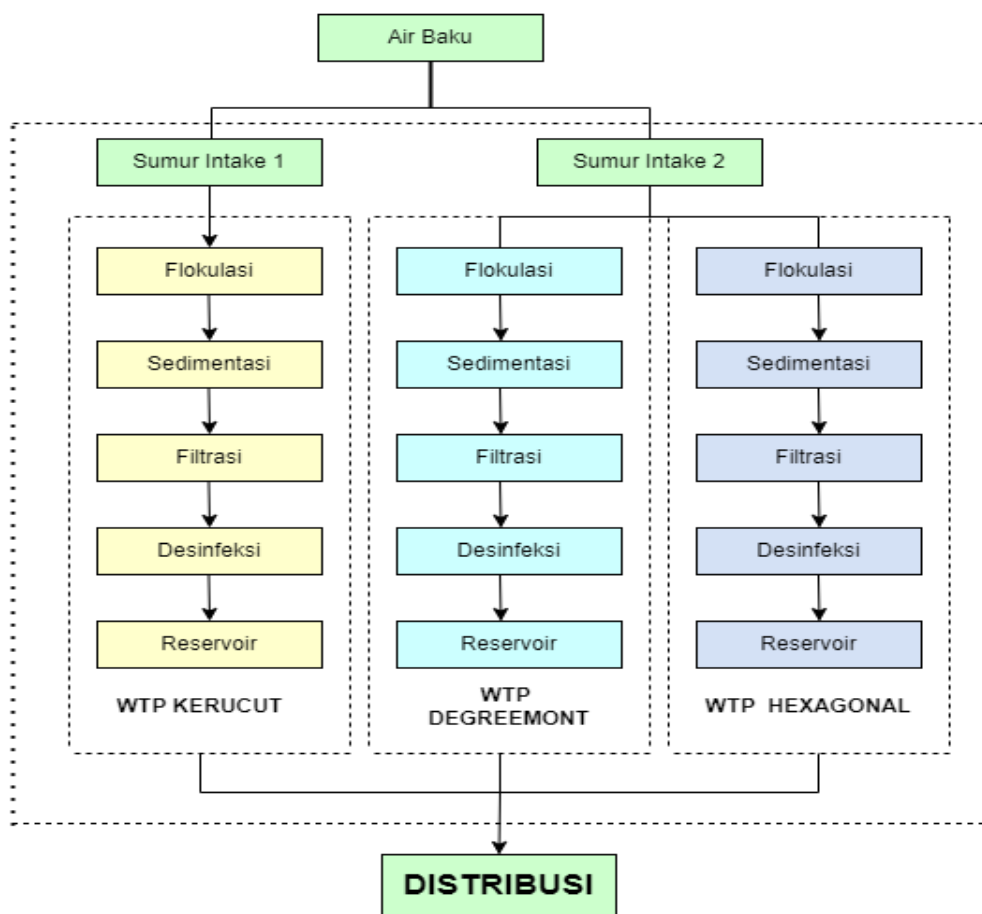 Air Baku
Sumur Intake 1
Sumur Intake 2
Flokulasi
Sedimentasi
Filtrasi
Desinfeksi
Reservoir
WTP KERUCUT
Flokulasi
Sedimentasi
Filtrasi
Desinfeksi
Reservoir
WTP
DEGREEMONT
Flokulasi
Sedimentasi
Filtrasi
Desinfeksi
Reservoir
WTP HEXAGONAL
DISTRIBUSI